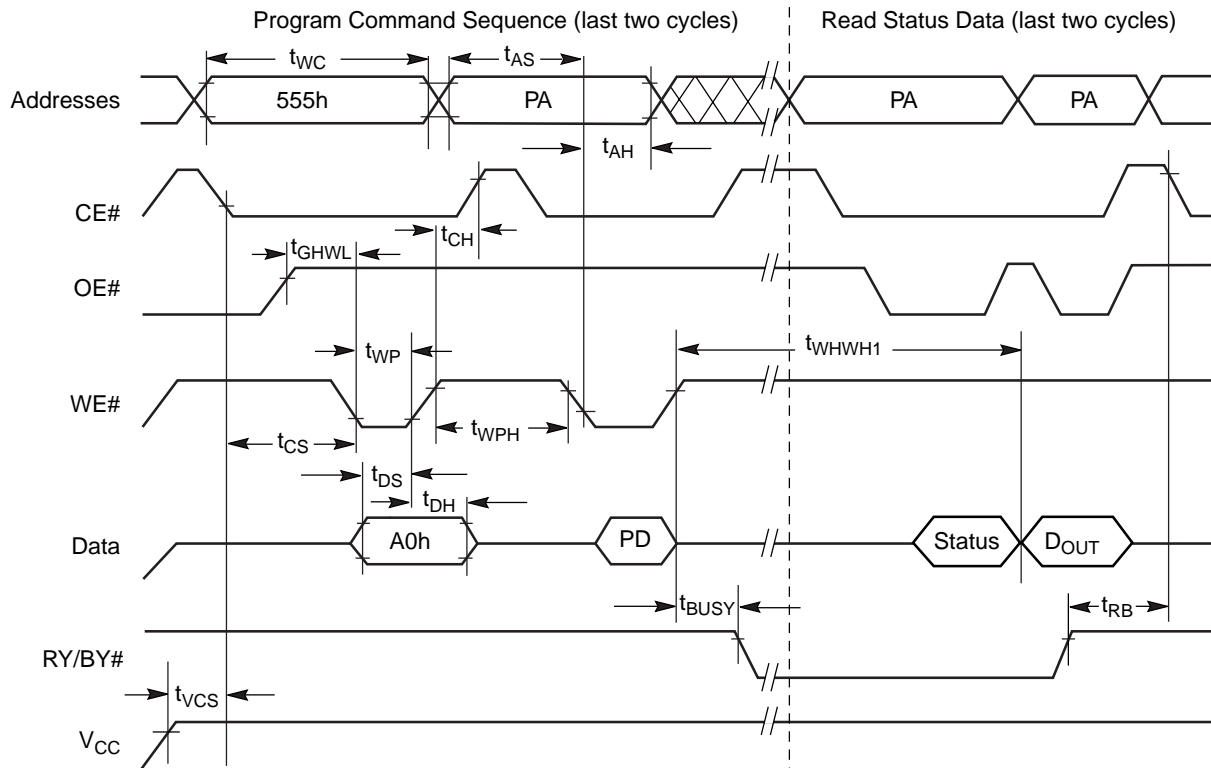 Program Command Sequence (last two cycles) Read Status Data (last two cycles)
tWC tAS
Addresses 555h PA PA PA
tAH
CE#
tGHWL tCH
OE#
tWP tWHWH1
WE#
tCS tWPH
tDS
tDH
Data A0h PD Status DOUT
tBUSY tRB
RY/BY#
tVCS
VCC